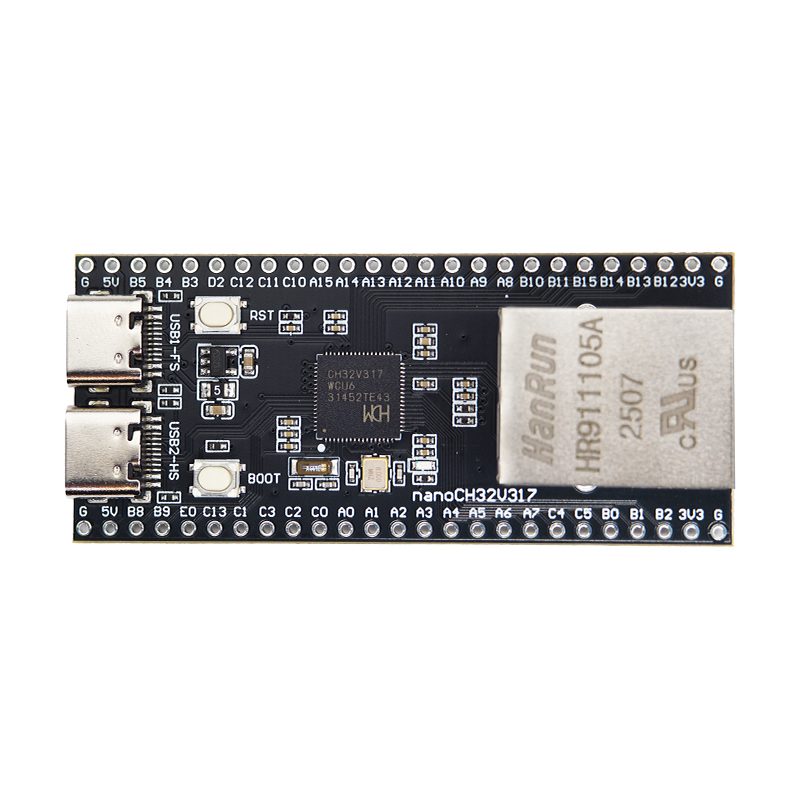 G 5V B5 B4 B3 D2 C12 C11 C10 A15 A14 A13 A12 A11 A10 A9 A8 B10 B11 B15 B14 B13 B12 3V3 G
USB1-FS
RST
5
CH32V317
WCU6
31452TE43
HanRun
HR911105A
2507
c RU us
USB2-HS
BOOT
nanoCH32V317
G 5V B8 B9 E0 C13 C1 C3 C2 C0 A0 A1 A2 A3 A4 A5 A6 A7 C4 C5 B0 B1 B2 3V3 G